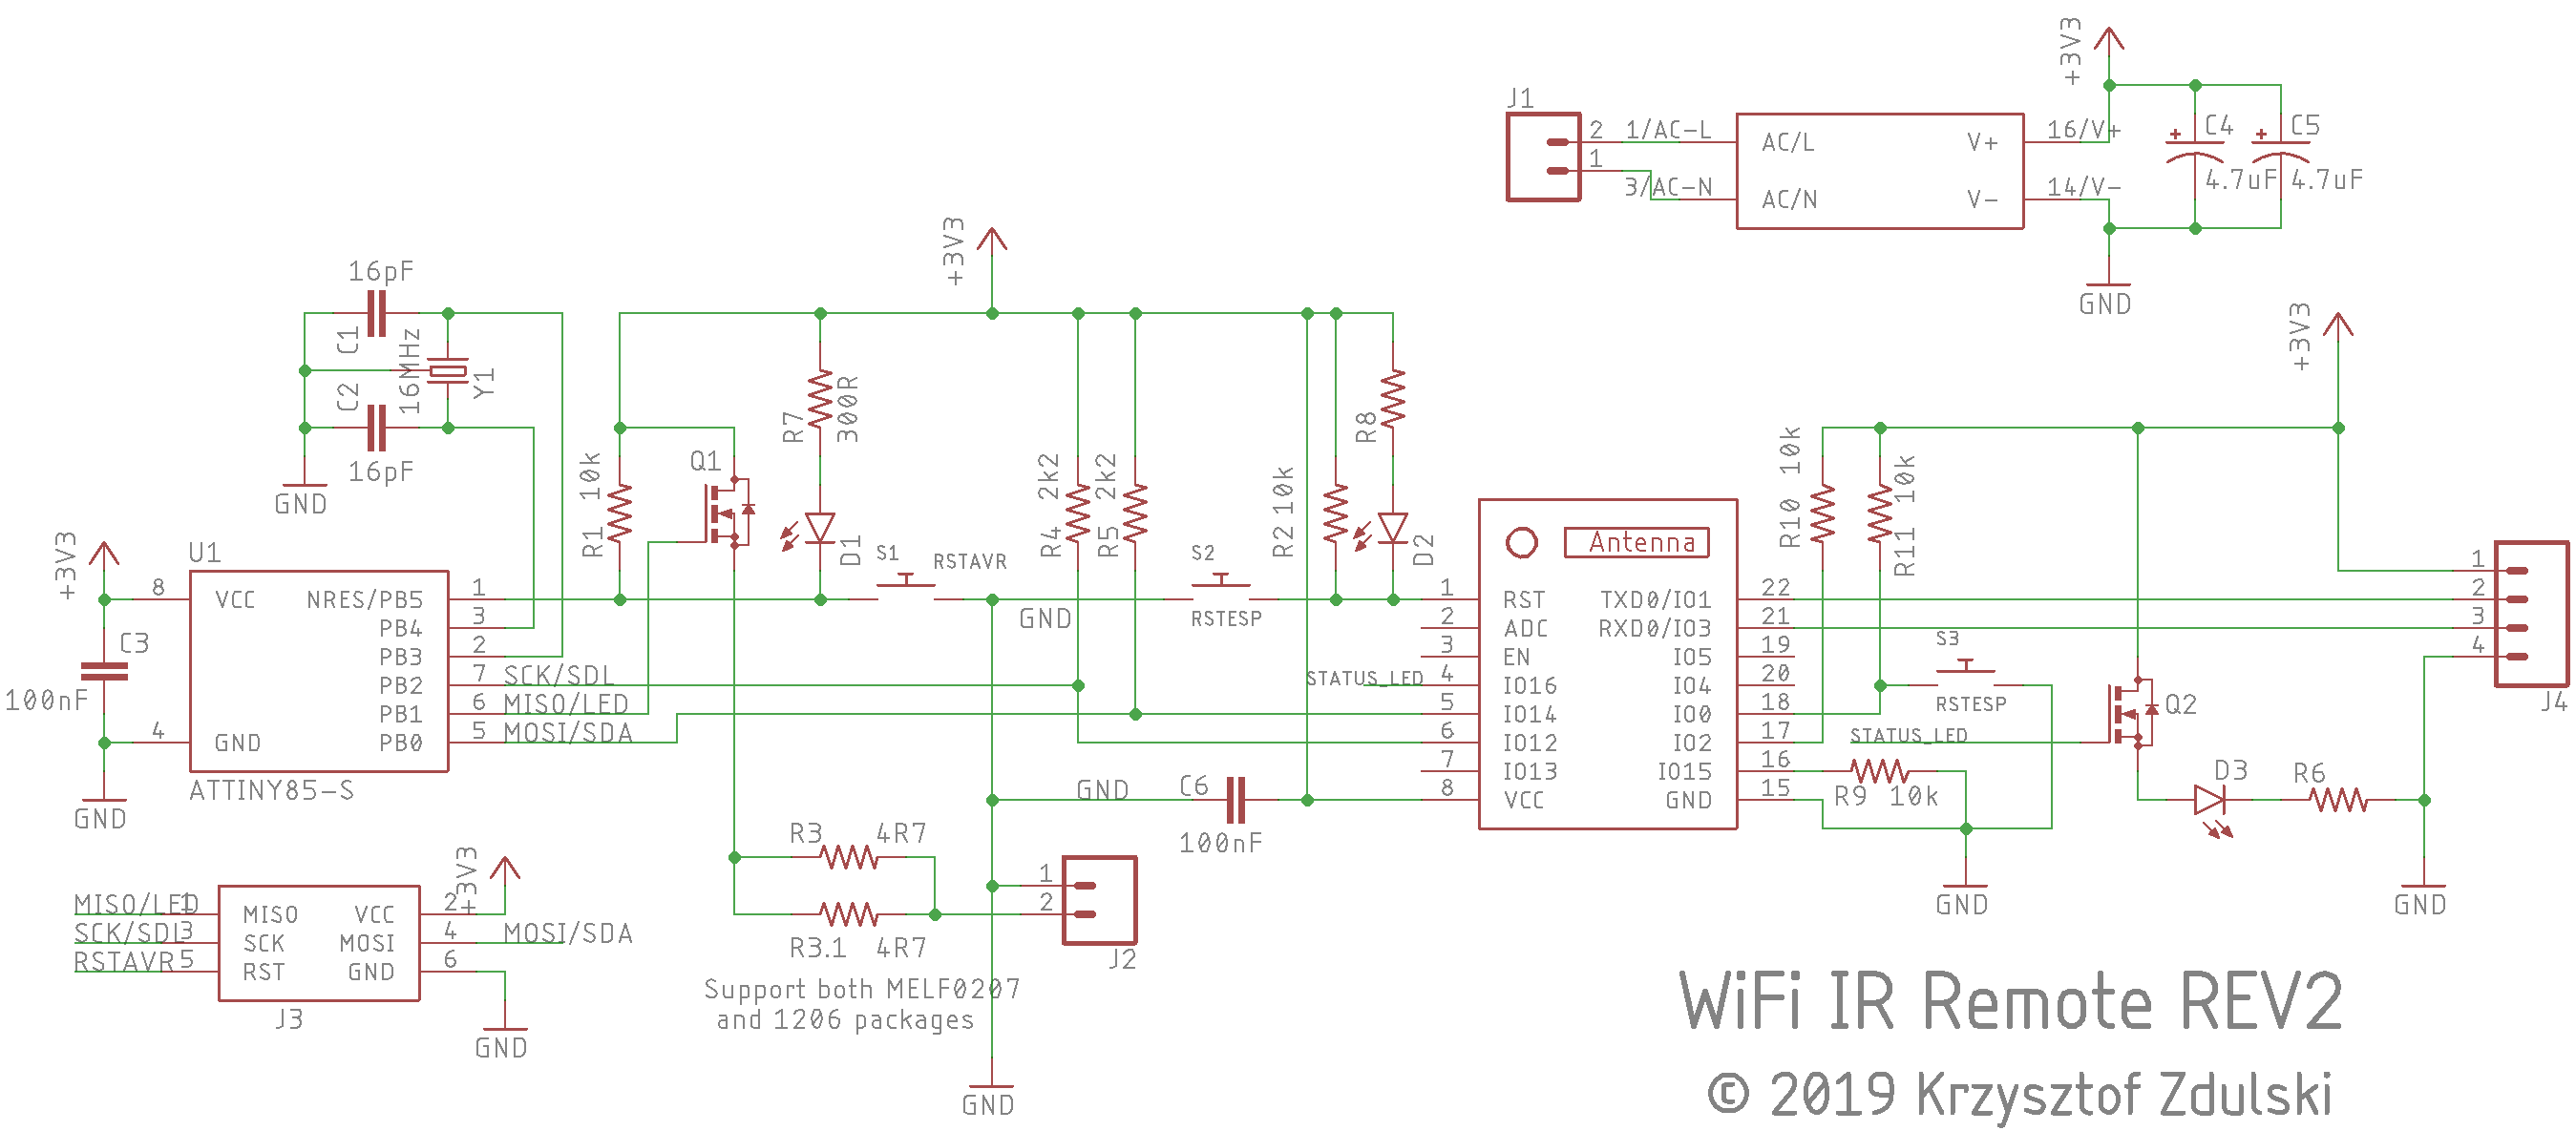 +3V3
J1
2
1/AC-L
AC/L
V+
16/V+
C4
C5
1
3/AC-N
AC/N
V-
14/V-
4.7uF
4.7uF
GND
+3V3
16pF
C1
16MHz
Y1
C2
16pF
GND
+3V3
R7
300R
R8
Q1
R1
10k
D1
R4
2k2
R5
2k2
R2
10k
D2
R10
10k
R11
10k
+3V3
U1
8
VCC
NRES/PB5
1
PB4
3
PB3
2
PB2
7
SCK/SDL
PB1
6
MISO/LED
4
GND
PB0
5
MOSI/SDA
ATTINY85-S
C3
100nF
GND
S1
RSTAVR
GND
S2
RSTESP
Antenna
1
RST
TXD0/IO1
22
2
ADC
RXD0/IO3
21
3
EN
IO5
19
STATUS_LED
4
IO16
IO4
20
5
IO14
IO0
18
6
IO12
IO2
17
7
IO13
IO15
16
8
VCC
GND
15
S3
RSTESP
STATUS_LED
R9
10k
GND
Q2
D3
R6
GND
1
2
3
4
J4
GND
C6
100nF
R3
4R7
R3.1
4R7
1
2
J2
Support both MELF0207
and 1206 packages
GND
+3V3
MISO/LED
1
MISO
VCC
2
SCK/SDL
3
SCK
MOSI
4
MOSI/SDA
RSTAVR
5
RST
GND
6
J3
GND
WiFi IR Remote REV2
© 2019 Krzysztof Zdulski